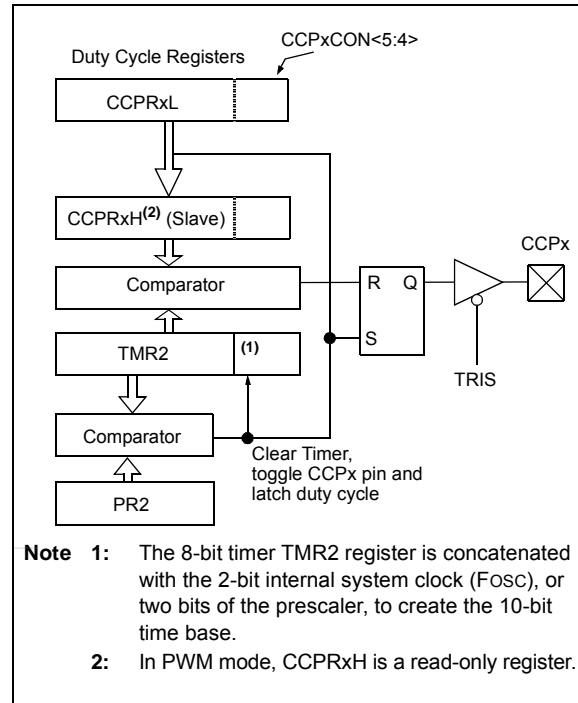 CCPxCON<5:4>
Duty Cycle Registers
CCPRxL
CCPRxH(2) (Slave)
CCPx
Comparator
R Q
TMR2 (1)
S
TRIS
Comparator
Clear Timer,
toggle CCPx pin and
latch duty cycle
PR2
Note 1: The 8-bit timer TMR2 register is concatenated
with the 2-bit internal system clock (FOSC), or
two bits of the prescaler, to create the 10-bit
time base.
2: In PWM mode, CCPRxH is a read-only register.